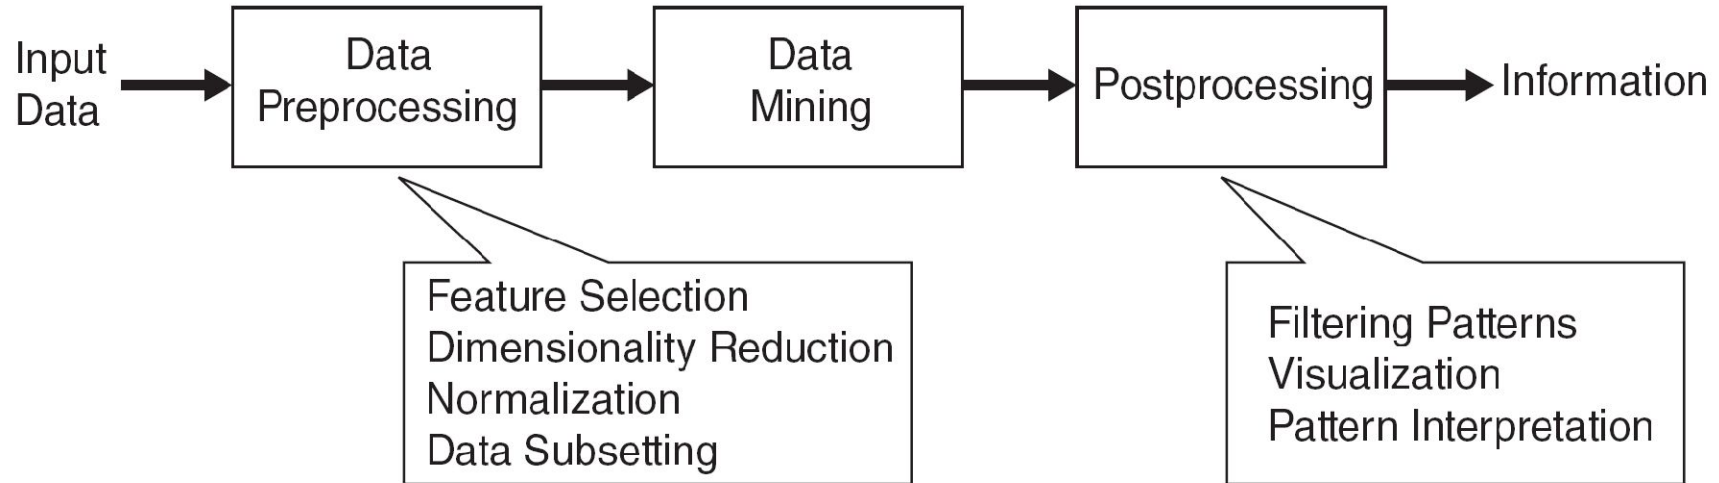 Input
Data
Data
Preprocessing
Data
Mining
Postprocessing
Information
Feature Selection
Dimensionality Reduction
Normalization
Data Subsetting
Filtering Patterns
Visualization
Pattern Interpretation